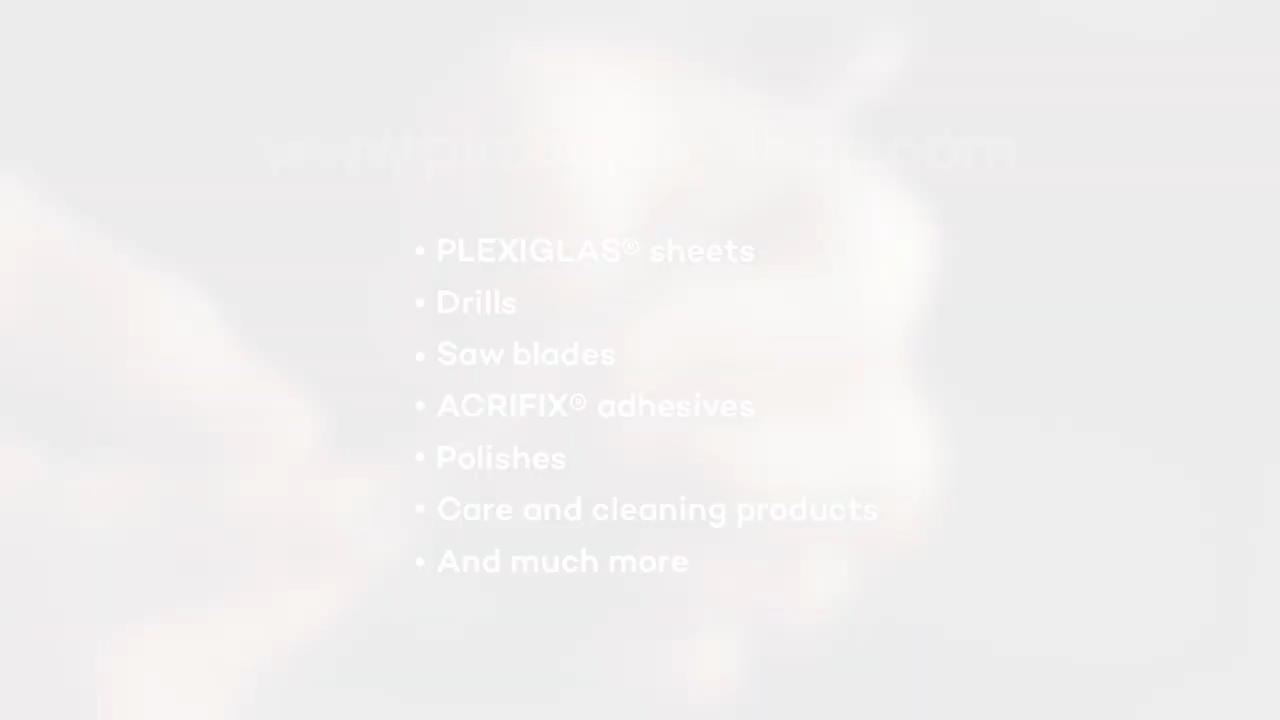 • PLEXIGLAS® sheets
• Drills
• Saw blades
• ACRIFIX® adhesives
• Polishes
• Care and cleaning products
• And much more